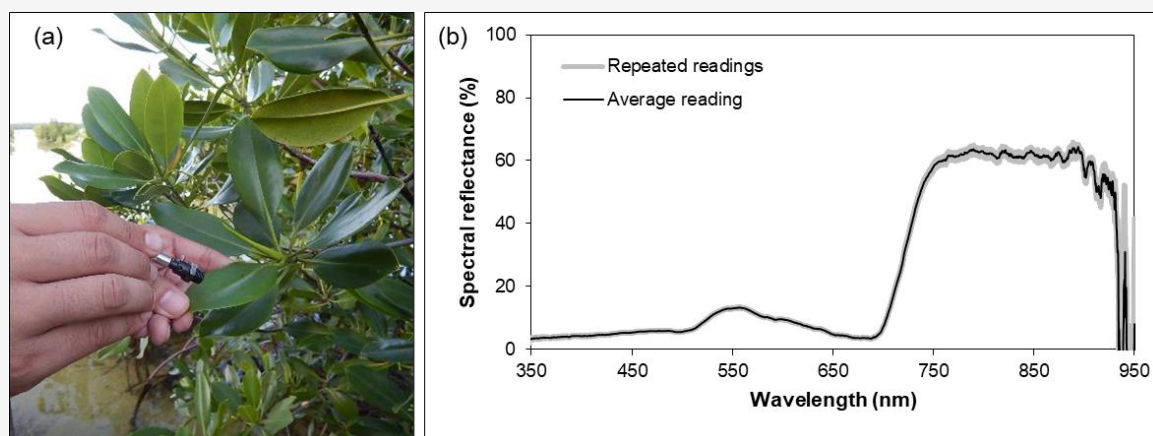 (a)
(b)
Repeated readings
Average reading
Spectral reflectance (%)
100
80
60
40
20
0
350
450
550
650
750
850
950
Wavelength (nm)